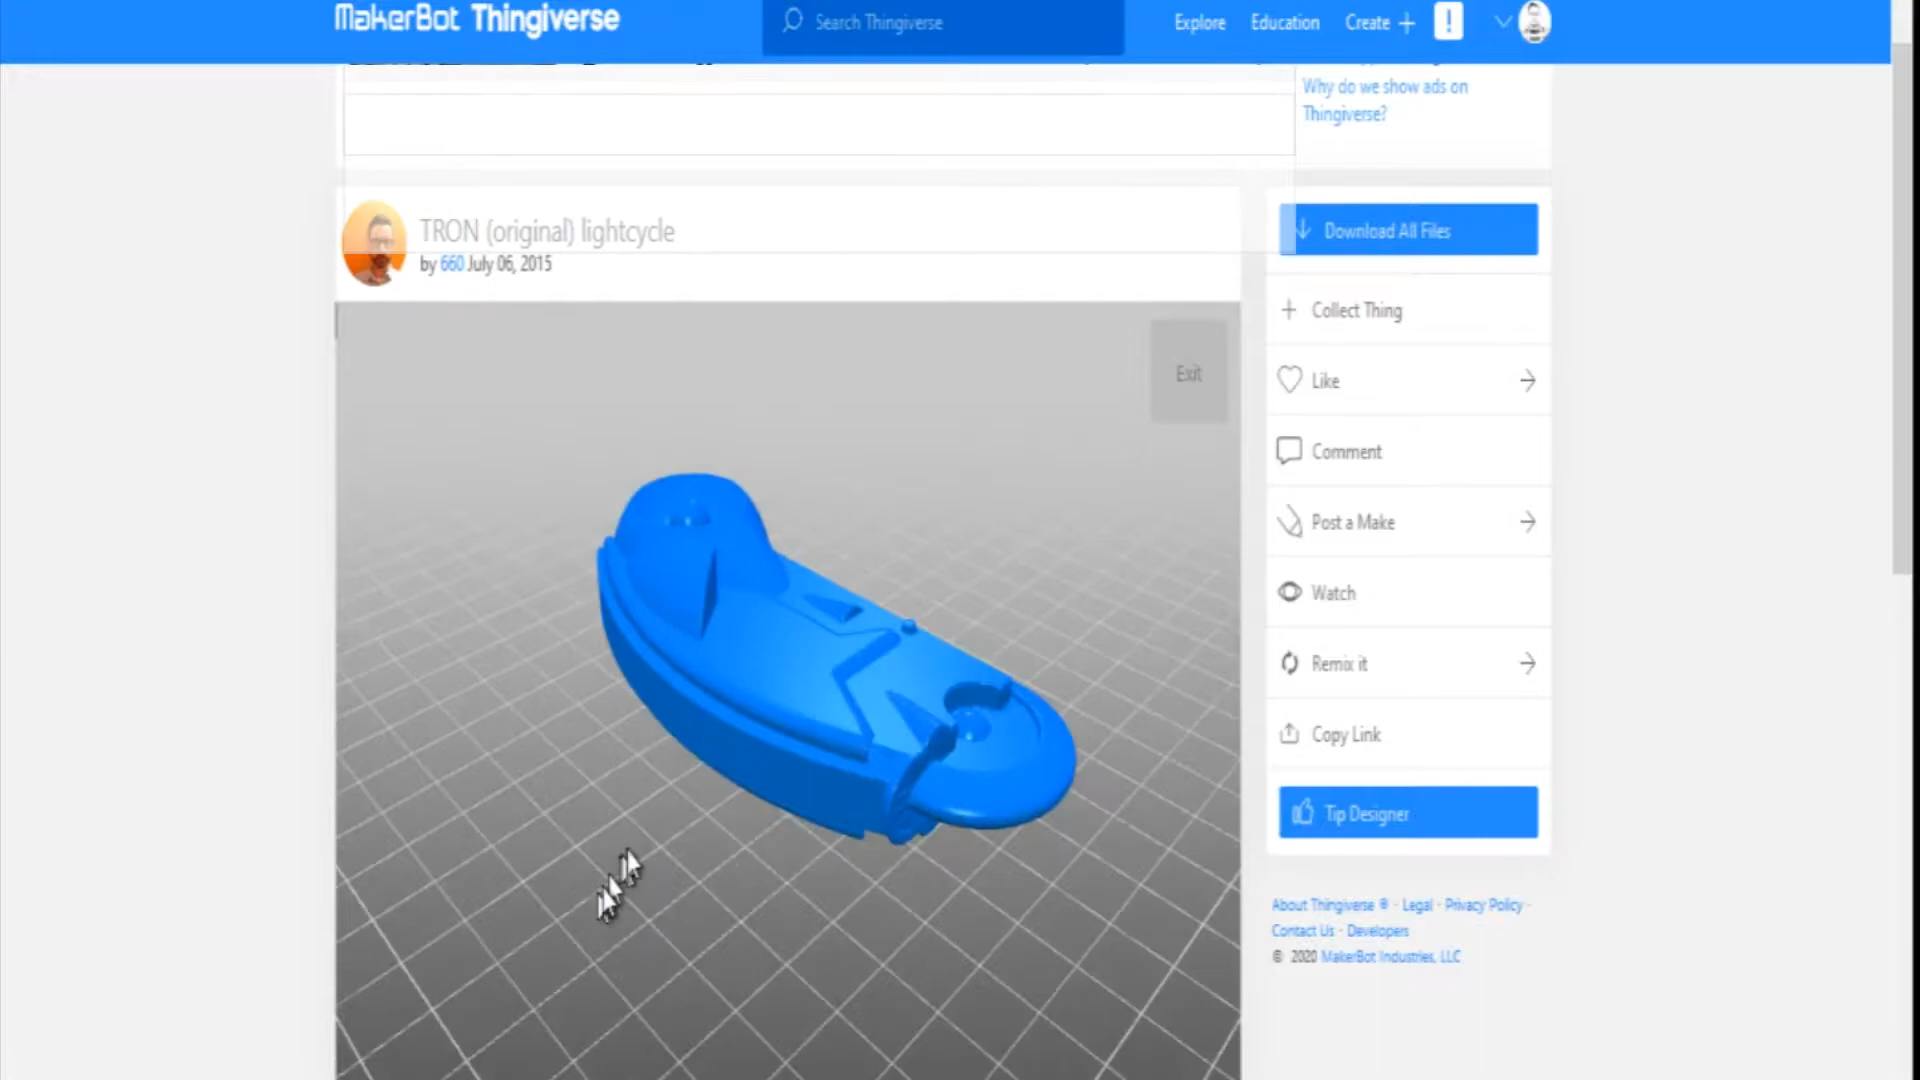 MakerBot Thingiverse
Search Thingiverse
Explore
Education
Create
Why do we show ads on
Thingiverse?
TRON (original) lightcycle
by 660 July 06, 2015
Exit
Download All Files
Collect Thing
Like
Comment
Post a Make
Watch
Remix it
Copy Link
Tip Designer
About Thingiverse ® · Legal · Privacy Policy ·
Contact Us · Developers
© 2020 MakerBot Industries, LLC